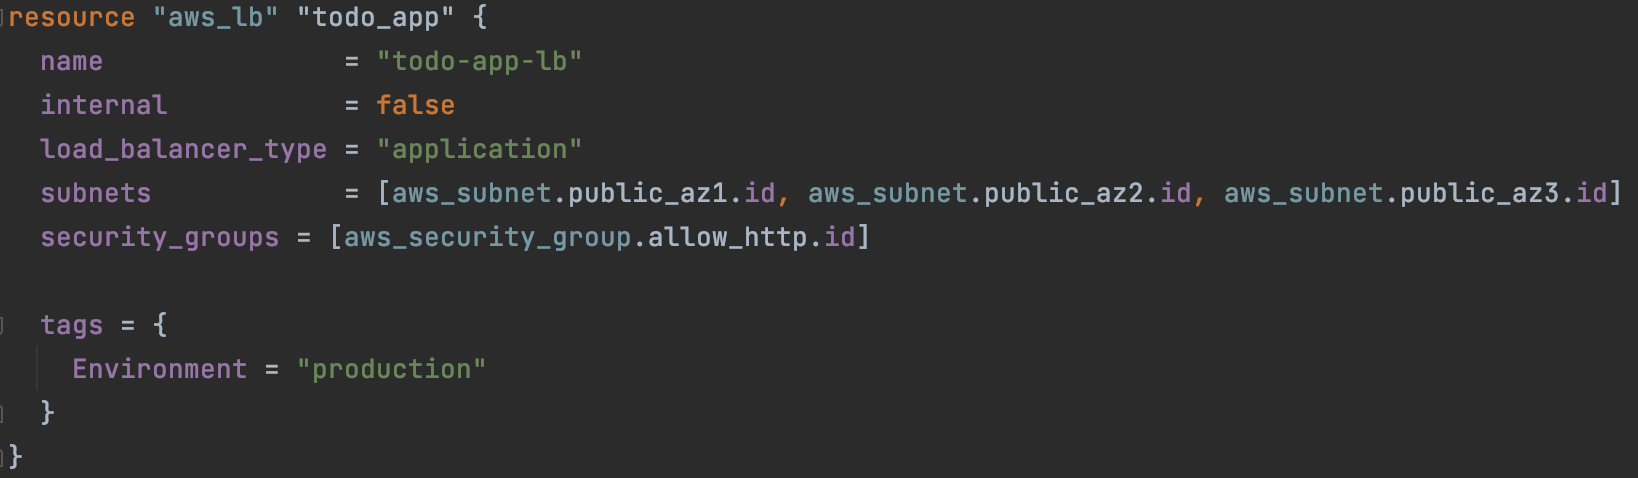 resource "aws_lb" "todo_app" {
  name               = "todo-app-lb"
  internal           = false
  load_balancer_type = "application"
  subnets            = [aws_subnet.public_az1.id, aws_subnet.public_az2.id, aws_subnet.public_az3.id]
  security_groups = [aws_security_group.allow_http.id]

  tags = {
    Environment = "production"
  }
}